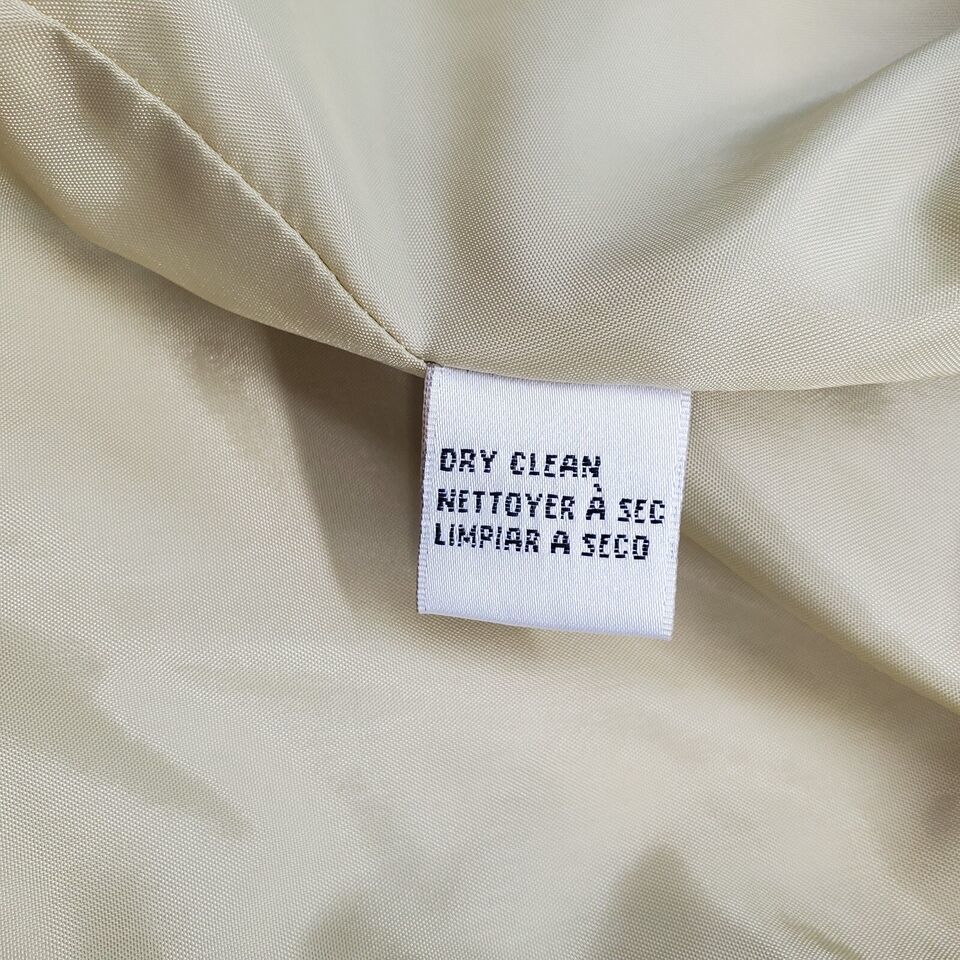 DRY CLEAN
NETTOYER À SEC
LIMPIAR A SECO